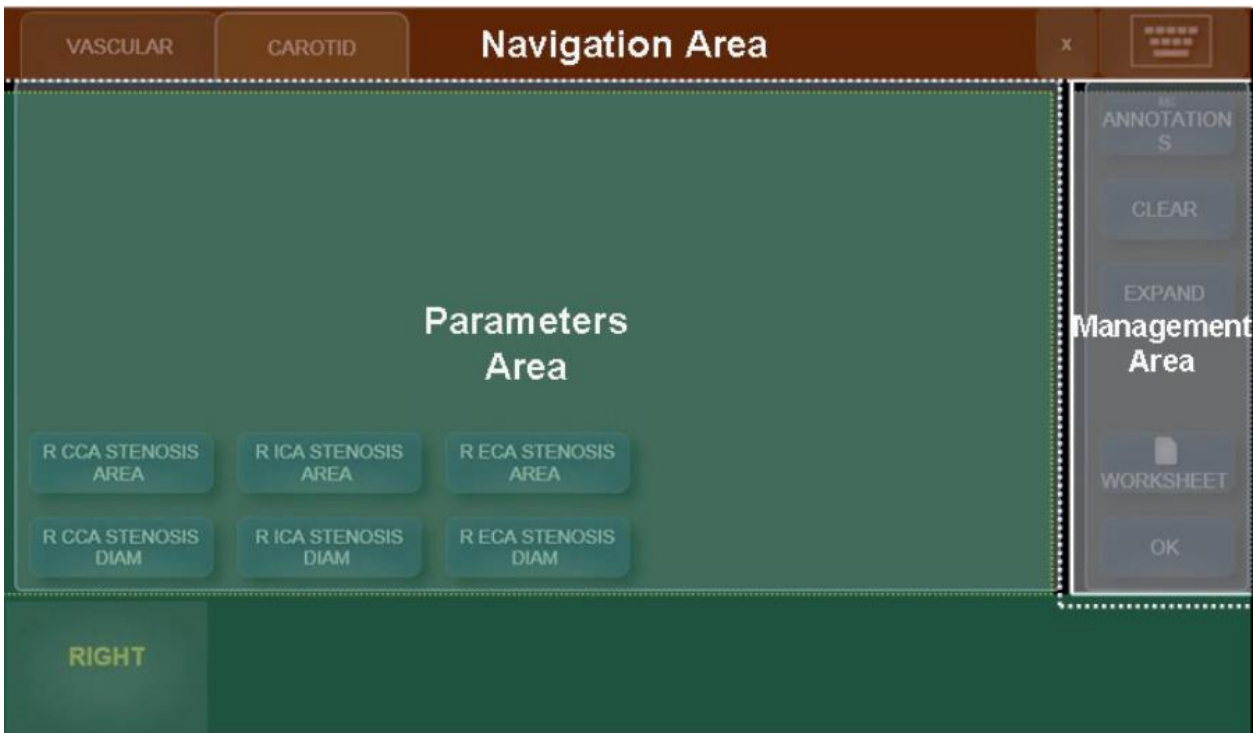 VASCULAR
CAROTID
Navigation Area
x
ANNOTATION
S
CLEAR
EXPAND
Management
Area
Parameters
Area
R CCA STENOSIS
AREA
R ICA STENOSIS
AREA
R ECA STENOSIS
AREA
WORKSHEET
R CCA STENOSIS
DIAM
R ICA STENOSIS
DIAM
R ECA STENOSIS
DIAM
OK
RIGHT